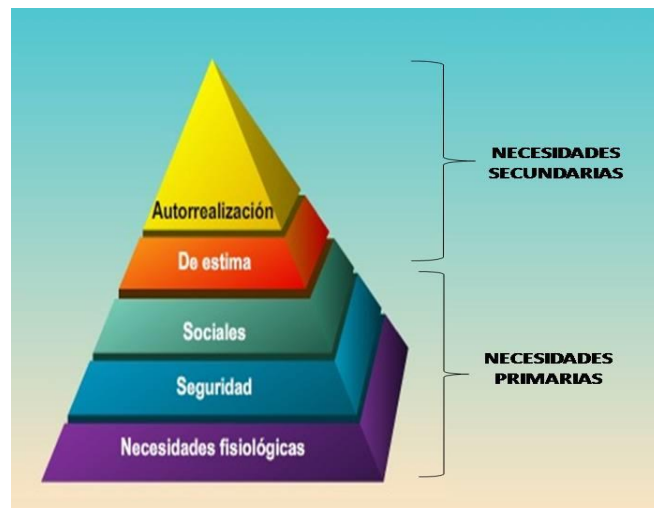 Autorrealización
De estima
Sociales
Seguridad
Necesidades fisiológicas
NECESIDADES
SECUNDARIAS
NECESIDADES
PRIMARIAS